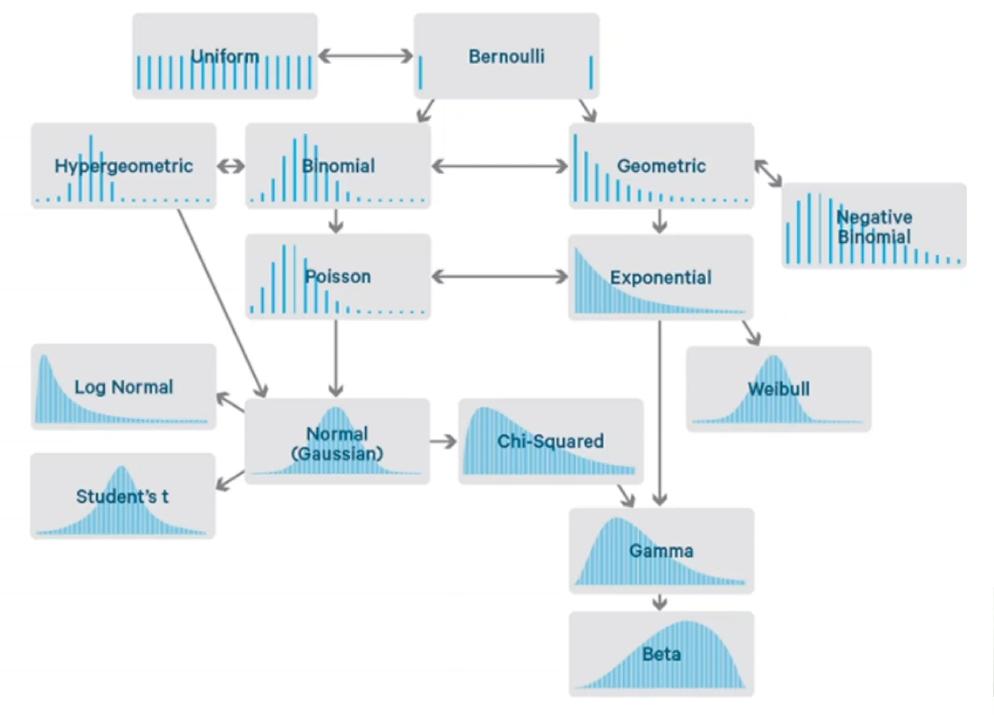 Uniform
Bernoulli
Hypergeometric
Binomial
Geometric
Negative
Binomial
Poisson
Exponential
Log Normal
Weibull
Normal
(Gaussian)
Chi-Squared
Student's t
Gamma
Beta